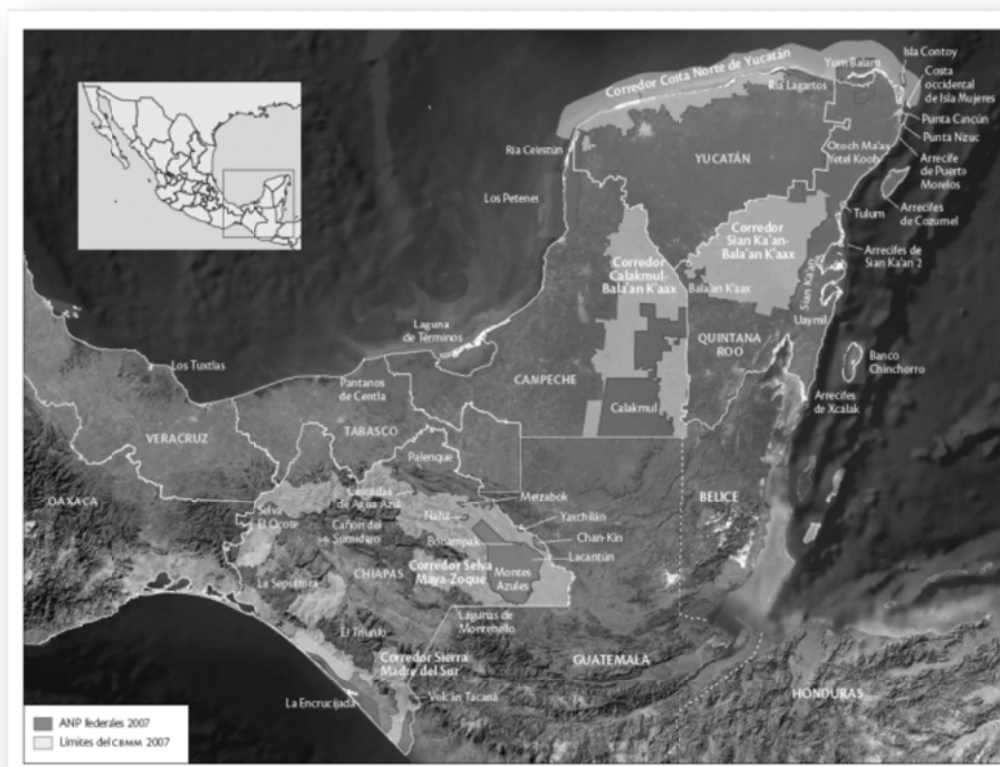 Corredor Costa Norte de Yucatán
Yum Balam
Isla Contoy
Costa
occidental
de Isla Mujeres
Ría Lagartos
Punta Cancún
Punta Nizuc
Ría Celestún
YUCATÁN
Otoch Ma'ax
Yetel Kooh
Arrecife
de Puerto
Morelos
Los Petenes
Tulum
Arrecifes
de Cozumel
Corredor
Sian Ka'an-
Bala'an K'aax
Arrecifes de
Sian Ka'an 2
Corredor
Calakmul-
Bala'an K'aax
Bala'an K'aax
Sian Ka'an
Uaymil
Laguna
de Términos
QUINTANA
ROO
Los Tuxtlas
Banco
Chinchorro
Pantanos
de Centla
CAMPECHE
Calakmul
Arrecifes
de Xcalak
VERACRUZ
TABASCO
Palenque
OAXACA
Cascadas
de Agua Azul
Metzabok
BELICE
Selva
El Ocote
Nahá
Yaxchilán
Cañón del
Sumidero
Bonampak
Chan-Kin
Lacantún
La Sepultura
CHIAPAS
Corredor Selva
Maya-Zoque
Montes
Azules
Lagunas de
Montebello
El Triunfo
Corredor Sierra
Madre del Sur
GUATEMALA
La Encrucijada
Volcán Tacaná
HONDURAS
ANP federales 2007
Límites del CBMM 2007